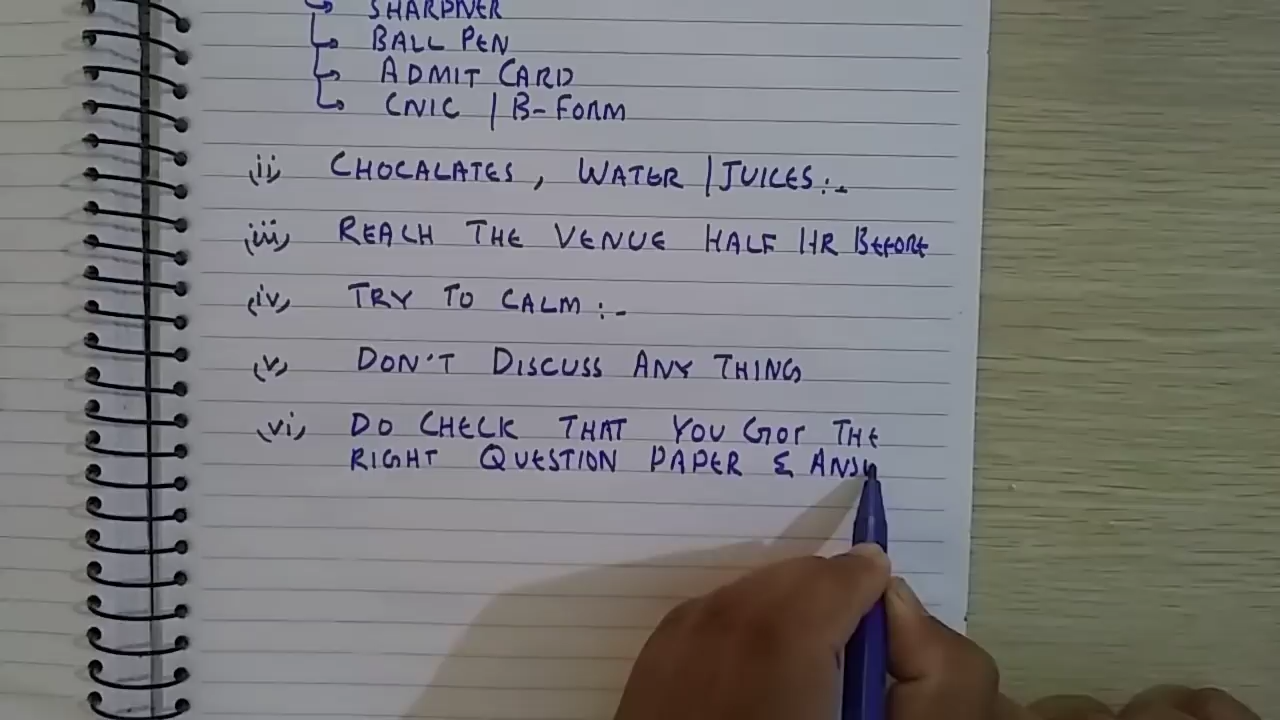 SHARPNER
BALL PEN
ADMIT CARD
CNIC | B-FORM
(ii) CHOCALATES, WATER | JUICES:-
(iii) REACH THE VENUE HALF HR BEFORE
(iv) TRY TO CALM:-
(v) DON'T DISCUSS ANY THING
(vi) DO CHECK THAT YOU GOT THE
RIGHT QUESTION PAPER & ANSW